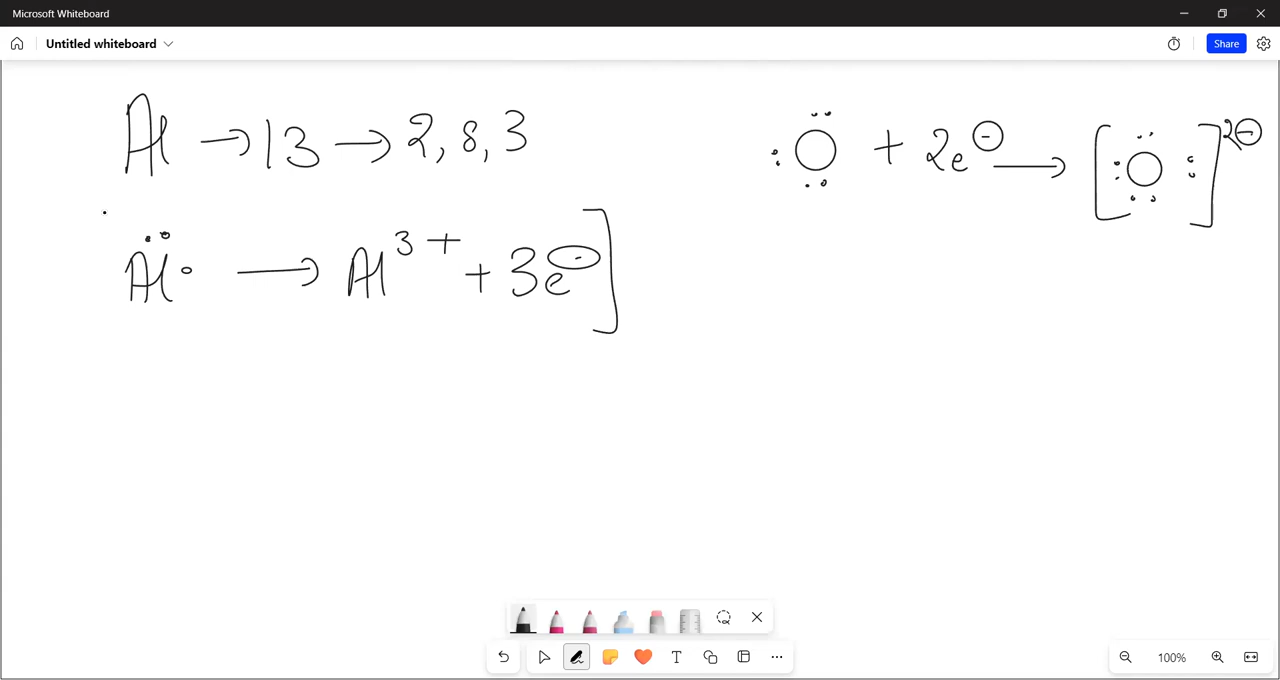 Microsoft Whiteboard
Untitled whiteboard
Share
Al → 13 → 2, 8, 3
Al → Al³⁺ + 3e⁻ ]
O + 2e⁻ → [O]²⁻
T
100%